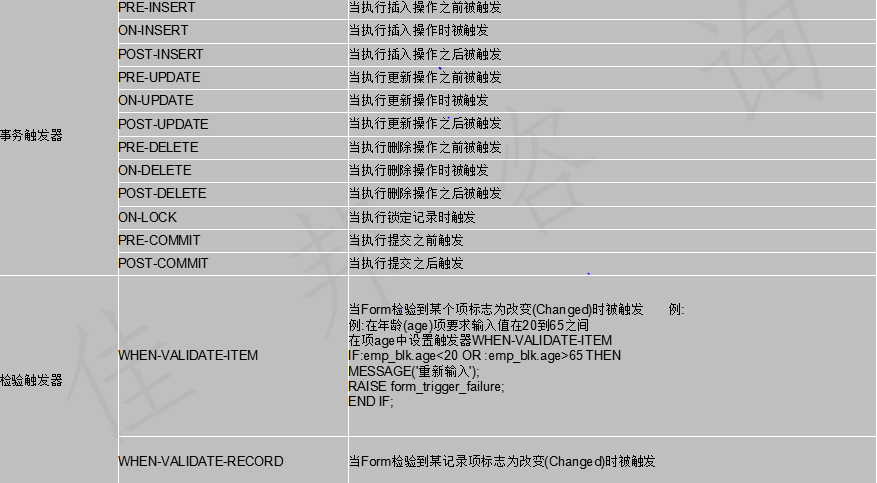 PRE-INSERT 当执行插入操作之前被触发
ON-INSERT 当执行插入操作时被触发
POST-INSERT 当执行插入操作之后被触发
PRE-UPDATE 当执行更新操作之前被触发
ON-UPDATE 当执行更新操作时被触发
POST-UPDATE 当执行更新操作之后被触发
事务触发器
PRE-DELETE 当执行删除操作之前被触发
ON-DELETE 当执行删除操作时被触发
POST-DELETE 当执行删除操作之后被触发
ON-LOCK 当执行锁定记录时触发
PRE-COMMIT 当执行提交之前触发
POST-COMMIT 当执行提交之后触发
检验触发器
WHEN-VALIDATE-ITEM
当Form检验到某个项标志为改变(Changed)时被触发 例:
例:在年龄(age)项要求输入值在20到65之间
在项age中设置触发器WHEN-VALIDATE-ITEM
IF:emp_blk.age<20 OR :emp_blk.age>65 THEN
MESSAGE('重新输入');
RAISE form_trigger_failure;
END IF;
WHEN-VALIDATE-RECORD 当Form检验到某记录项标志为改变(Changed)时被触发
佳邦咨询